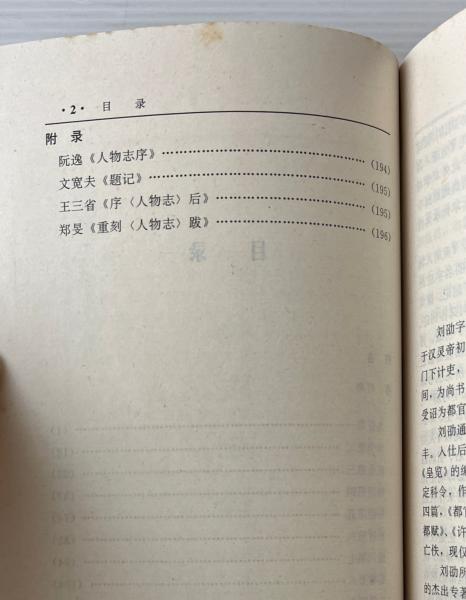 ·2· 目 录
附 录
阮逸《人物志序》……………………………(194)
文宽夫《题记》……………………………(195)
王三省《序〈人物志〉后》……………………………(195)
郑旻《重刻〈人物志〉跋》……………………………(196)
刘劭字
于汉灵帝初
门下计吏，
间，为尚书
受诏为都官
刘劭通
丰。入仕后
《皇览》的编
定科令，作
四篇，《都官
都赋》、《许
亡佚，现仅
刘劭所
的杰出专著